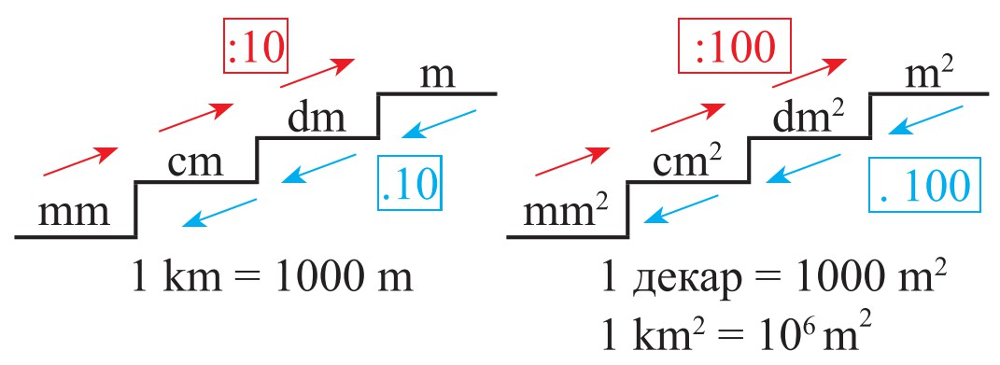 :10
m
dm
cm
.10
mm
1 km = 1000 m
:100
m²
dm²
cm²
. 100
mm²
1 декар = 1000 m²
1 km² = 10⁶ m²